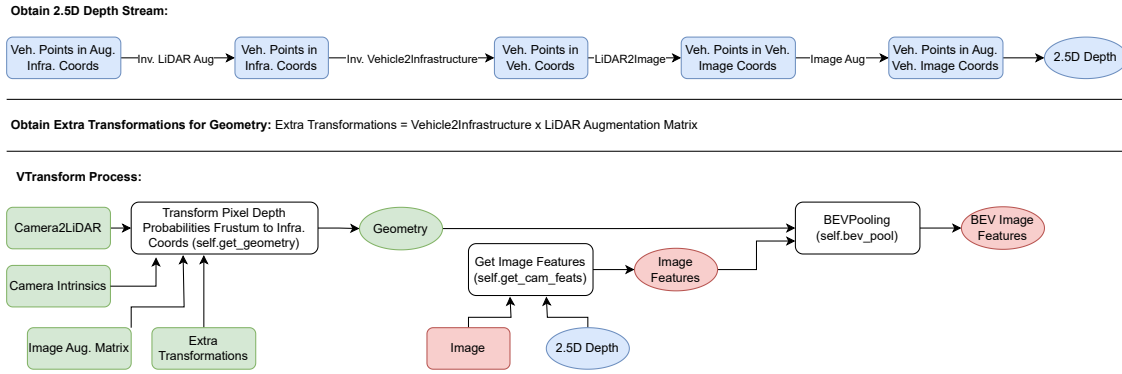 Obtain 2.5D Depth Stream:
Veh. Points in Aug.
Infra. Coords
Inv. LiDAR Aug
Veh. Points in
Infra. Coords
Inv. Vehicle2Infrastructure
Veh. Points in
Veh. Coords
LiDAR2Image
Veh. Points in Veh.
Image Coords
Image Aug
Veh. Points in Aug.
Veh. Image Coords
2.5D Depth
Obtain Extra Transformations for Geometry: Extra Transformations = Vehicle2Infrastructure x LiDAR Augmentation Matrix
VTransform Process:
Camera2LiDAR
Transform Pixel Depth
Probabilities Frustum to Infra.
Coords (self.get_geometry)
Geometry
BEVPooling
(self.bev_pool)
BEV Image
Features
Get Image Features
(self.get_cam_feats)
Image
Features
Camera Intrinsics
Image Aug. Matrix
Extra
Transformations
Image
2.5D Depth